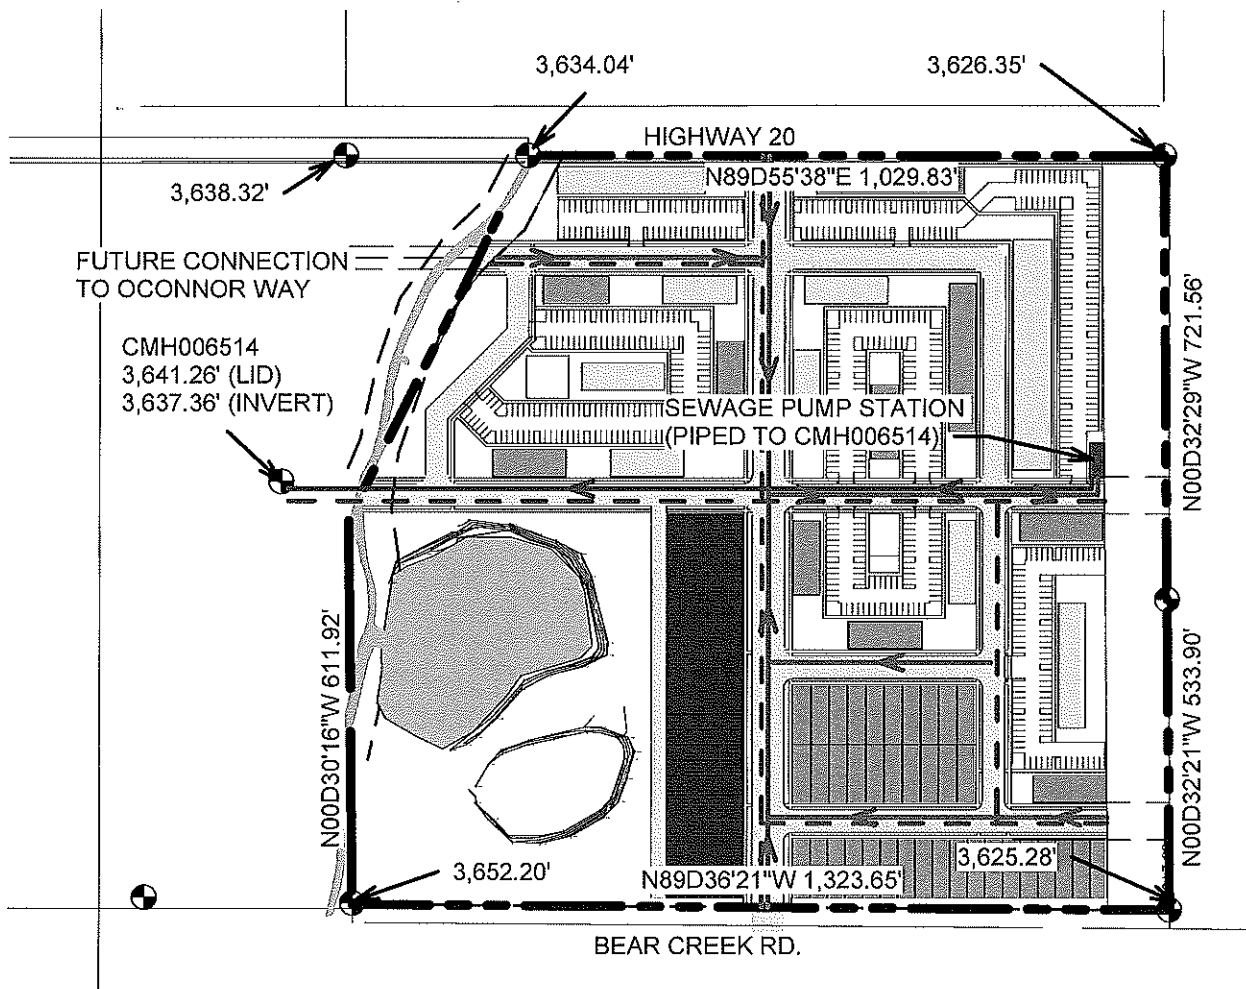 3,634.04'
3,626.35'
HIGHWAY 20
N89D55'38"E 1,029.83'
3,638.32'
FUTURE CONNECTION
TO OCONNOR WAY
N00D32'29"W 721.56'
CMH006514
3,641.26' (LID)
3,637.36' (INVERT)
SEWAGE PUMP STATION
(PIPED TO CMH006514)
N00D30'16"W 611.92'
N00D32'21"W 533.90'
3,652.20'
N89D36'21"W 1,323.65'
3,625.28'
BEAR CREEK RD.